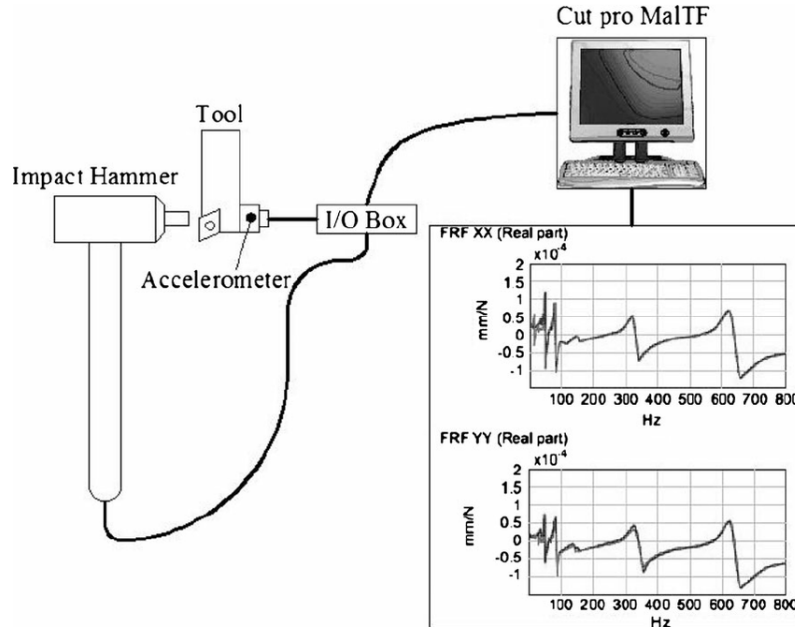 Cut pro MalTF
Tool
Impact Hammer
I/O Box
Accelerometer
FRF XX (Real part)
x10-4
2
1.5
1
0.5
0
-0.5
-1
mm/N
100 200 300 400 500 600 700 800
Hz
FRF YY (Real part)
x10-4
2
1.5
1
0.5
0
-0.5
-1
mm/N
100 200 300 400 500 600 700 800
Hz